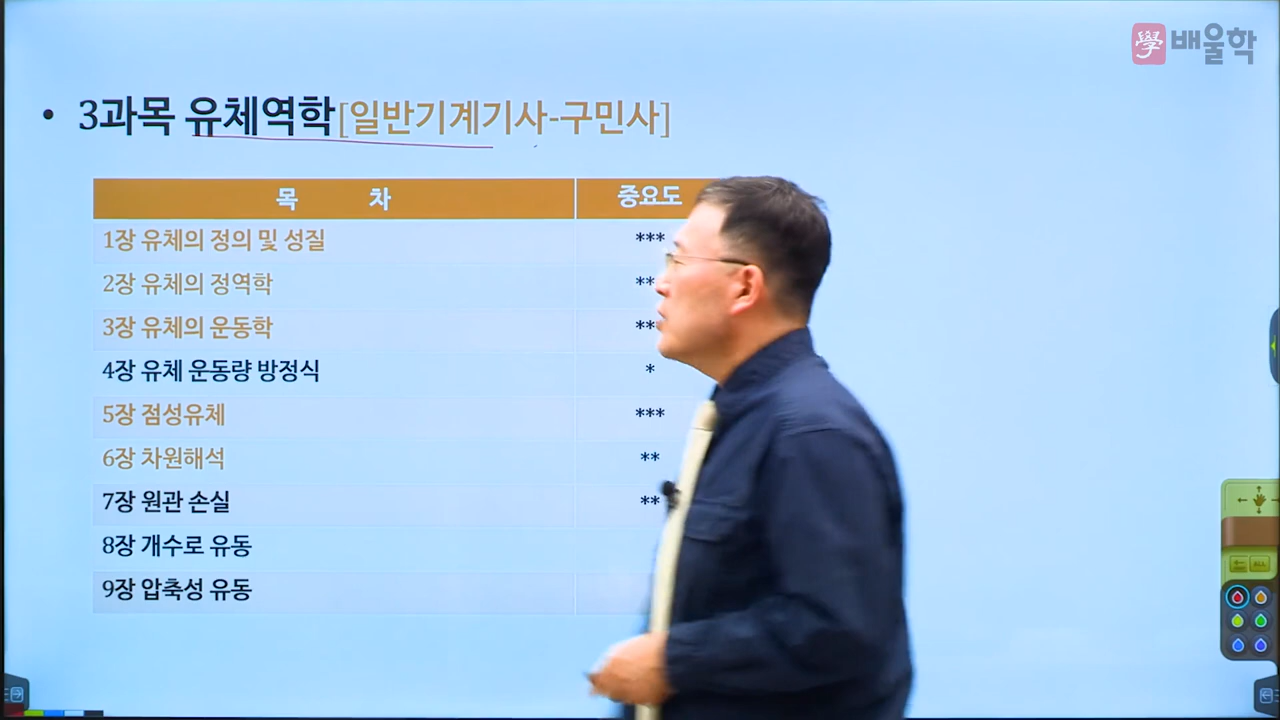 學 배울학
• 3과목 유체역학[일반기계기사-구민사]
목 차 중요도
1장 유체의 정의 및 성질 ***
2장 유체의 정역학 **
3장 유체의 운동학 **
4장 유체 운동량 방정식 *
5장 점성유체 ***
6장 차원해석 **
7장 원관 손실 **
8장 개수로 유동
9장 압축성 유동
ALL